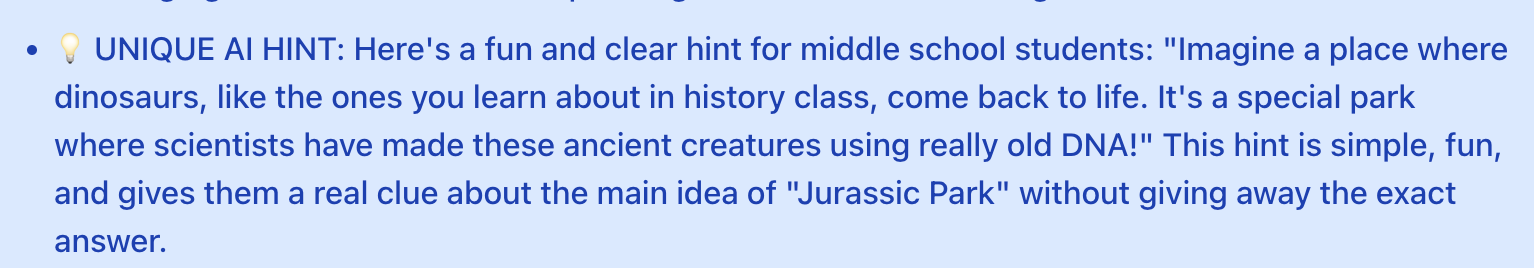 • 💡 UNIQUE AI HINT: Here's a fun and clear hint for middle school students: "Imagine a place where
dinosaurs, like the ones you learn about in history class, come back to life. It's a special park
where scientists have made these ancient creatures using really old DNA!" This hint is simple, fun,
and gives them a real clue about the main idea of "Jurassic Park" without giving away the exact
answer.